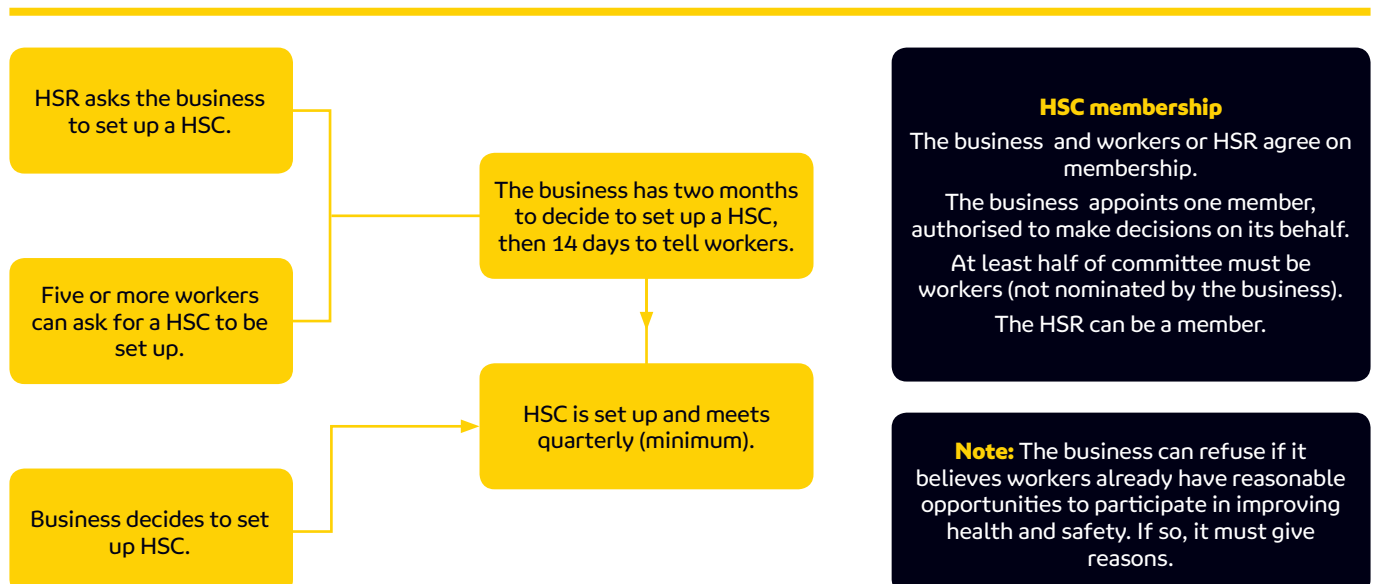 HSR asks the business
to set up a HSC.
Five or more workers
can ask for a HSC to be
set up.
Business decides to set
up HSC.
The business has two months
to decide to set up a HSC,
then 14 days to tell workers.
HSC is set up and meets
quarterly (minimum).
HSC membership
The business and workers or HSR agree on
membership.
The business appoints one member,
authorised to make decisions on its behalf.
At least half of committee must be
workers (not nominated by the business).
The HSR can be a member.
Note: The business can refuse if it
believes workers already have reasonable
opportunities to participate in improving
health and safety. If so, it must give
reasons.